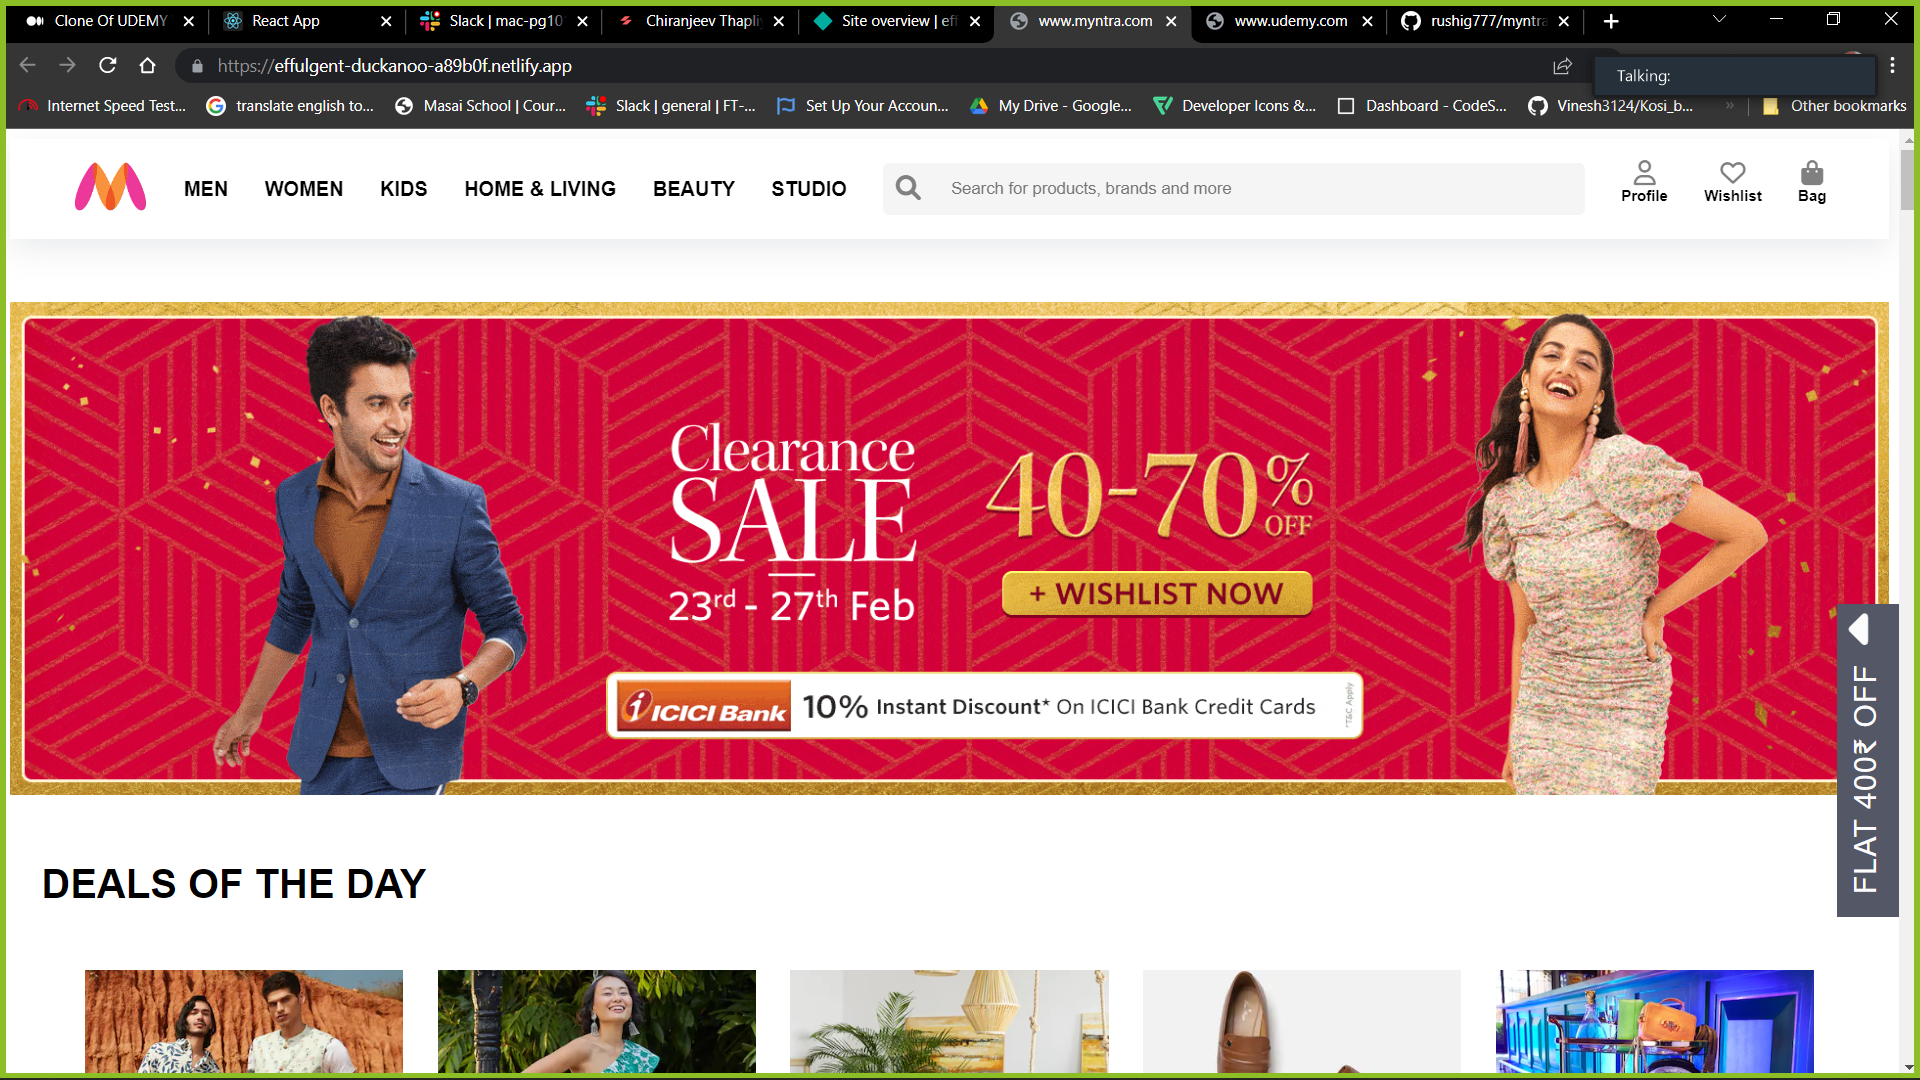 Clone Of UDEMY
React App
Slack | mac-pg10
Chiranjeev Thapli
Site overview | eff
www.myntra.com
www.udemy.com
rushig777/myntra
https://effulgent-duckanoo-a89b0f.netlify.app
Talking:
Internet Speed Test...
translate english to...
Masai School | Cour...
Slack | general | FT-...
Set Up Your Accoun...
My Drive - Google...
Developer Icons &...
Dashboard - CodeS...
Vinesh3124/Kosi_b...
»
Other bookmarks
MEN
WOMEN
KIDS
HOME & LIVING
BEAUTY
STUDIO
Search for products, brands and more
Profile
Wishlist
Bag
Clearance
SALE
23rd - 27th Feb
40-70%
OFF
+ WISHLIST NOW
ICICI Bank
10% Instant Discount* On ICICI Bank Credit Cards
*T&C Apply
FLAT 400₹ OFF
DEALS OF THE DAY